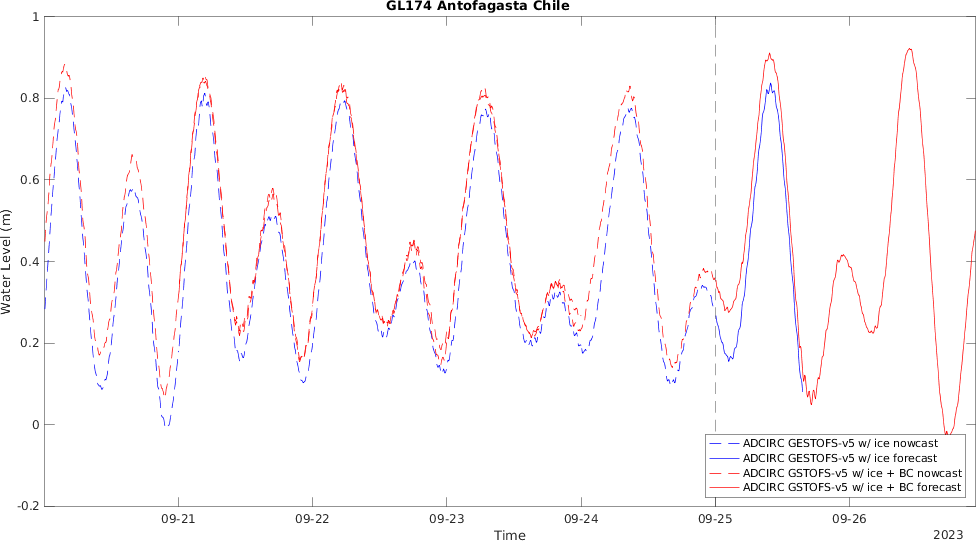 GL174 Antofagasta Chile
Water Level (m)
1
0.8
0.6
0.4
0.2
0
-0.2
09-21
09-22
09-23
09-24
09-25
09-26
Time
2023
ADCIRC GESTOFS-v5 w/ ice nowcast
ADCIRC GESTOFS-v5 w/ ice forecast
ADCIRC GSTOFS-v5 w/ ice + BC nowcast
ADCIRC GSTOFS-v5 w/ ice + BC forecast